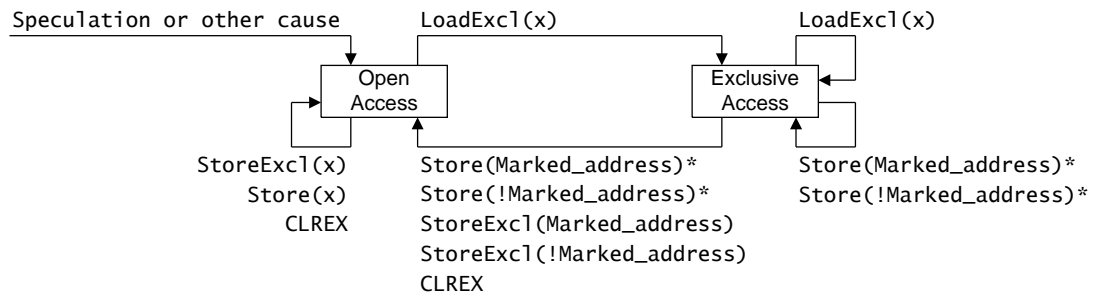 Speculation or other cause
LoadExcl(x)
LoadExcl(x)
Open
Access
Exclusive
Access
StoreExcl(x)
Store(x)
CLREX
Store(Marked_address)*
Store(!Marked_address)*
StoreExcl(Marked_address)
StoreExcl(!Marked_address)
CLREX
Store(Marked_address)*
Store(!Marked_address)*